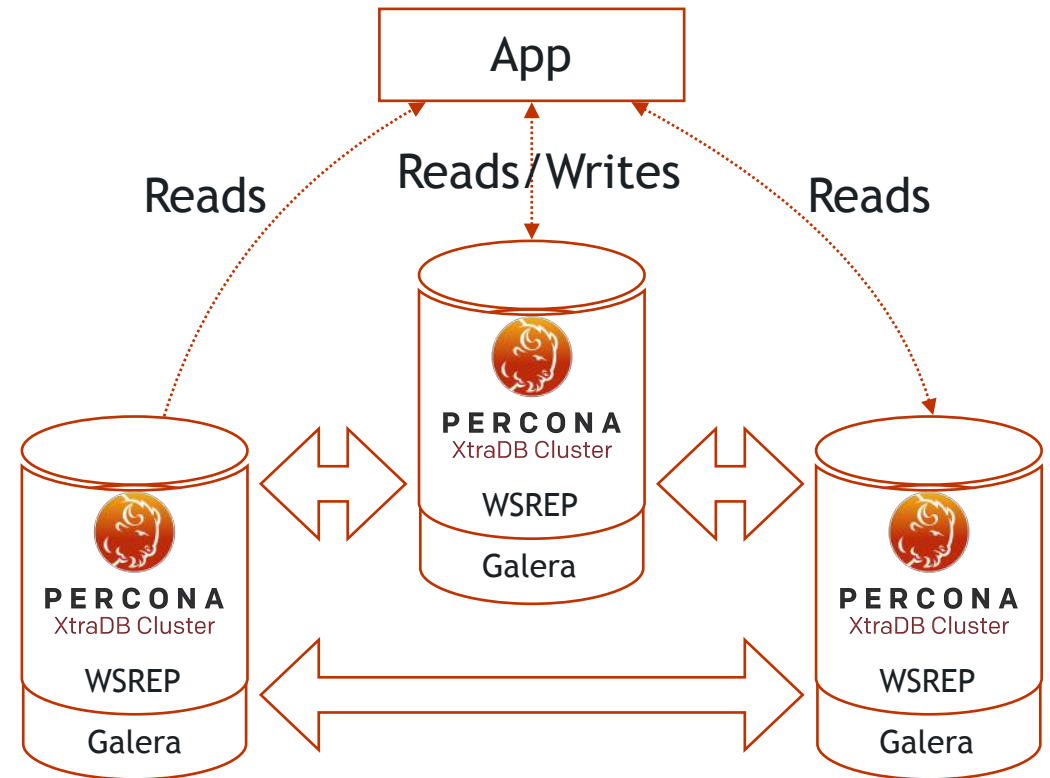 App
Reads
Reads/Writes
Reads
PERCONA
XtraDB Cluster
WSREP
Galera
PERCONA
XtraDB Cluster
WSREP
Galera
PERCONA
XtraDB Cluster
WSREP
Galera